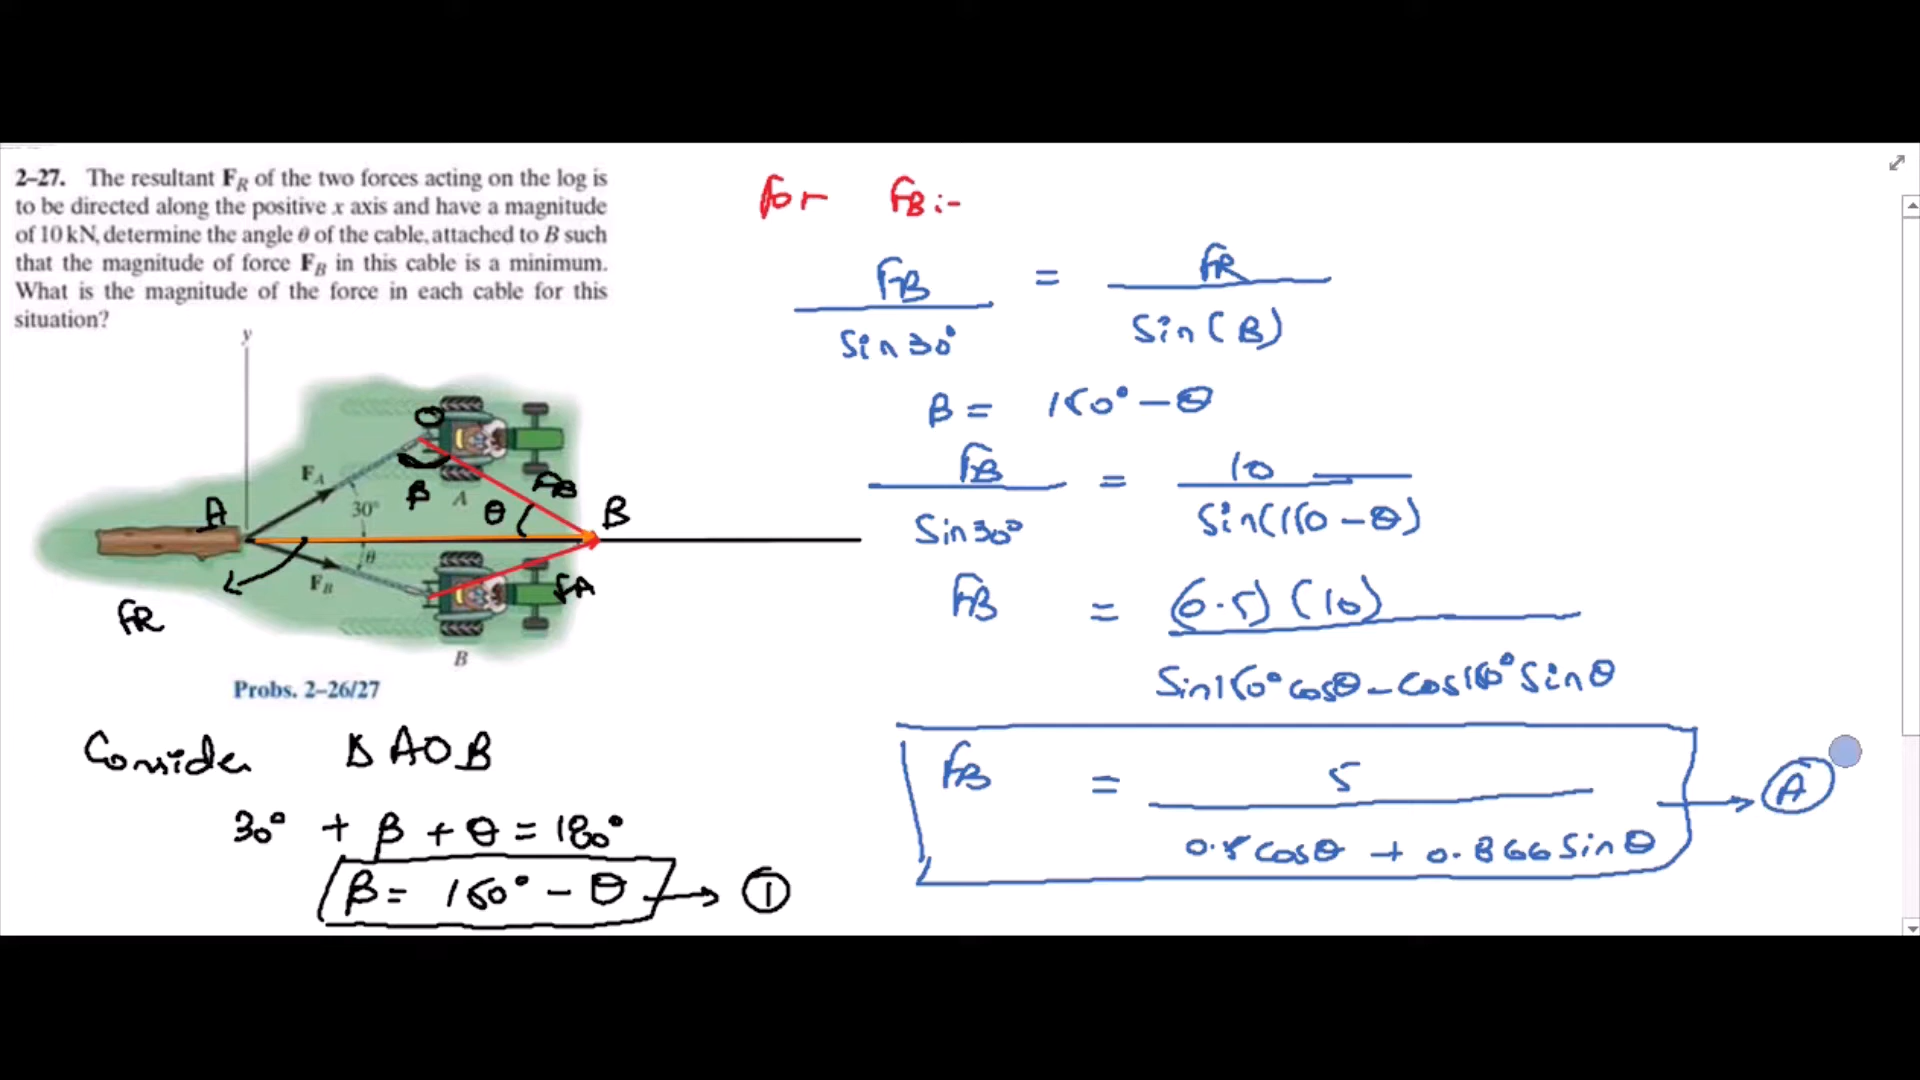 2–27. The resultant F_R of the two forces acting on the log is
to be directed along the positive x axis and have a magnitude
of 10 kN, determine the angle θ of the cable, attached to B such
that the magnitude of force F_B in this cable is a minimum.
What is the magnitude of the force in each cable for this
situation?
y
O
F_A
30°
β
A
FB
θ
A
B
θ
F_B
FA
FR
B
Probs. 2–26/27
Consider ΔAOB
30° + β + θ = 180°
β = 150° - θ → ①
For FB :-
FB / Sin 30° = FR / Sin(β)
β = 150° - θ
FB / Sin 30° = 10 / Sin(150 - θ)
FB = (0.5)(10) / Sin150° cosθ - cos150° Sinθ
FB = 5 / 0.5 cosθ + 0.866 Sinθ → Ⓐ